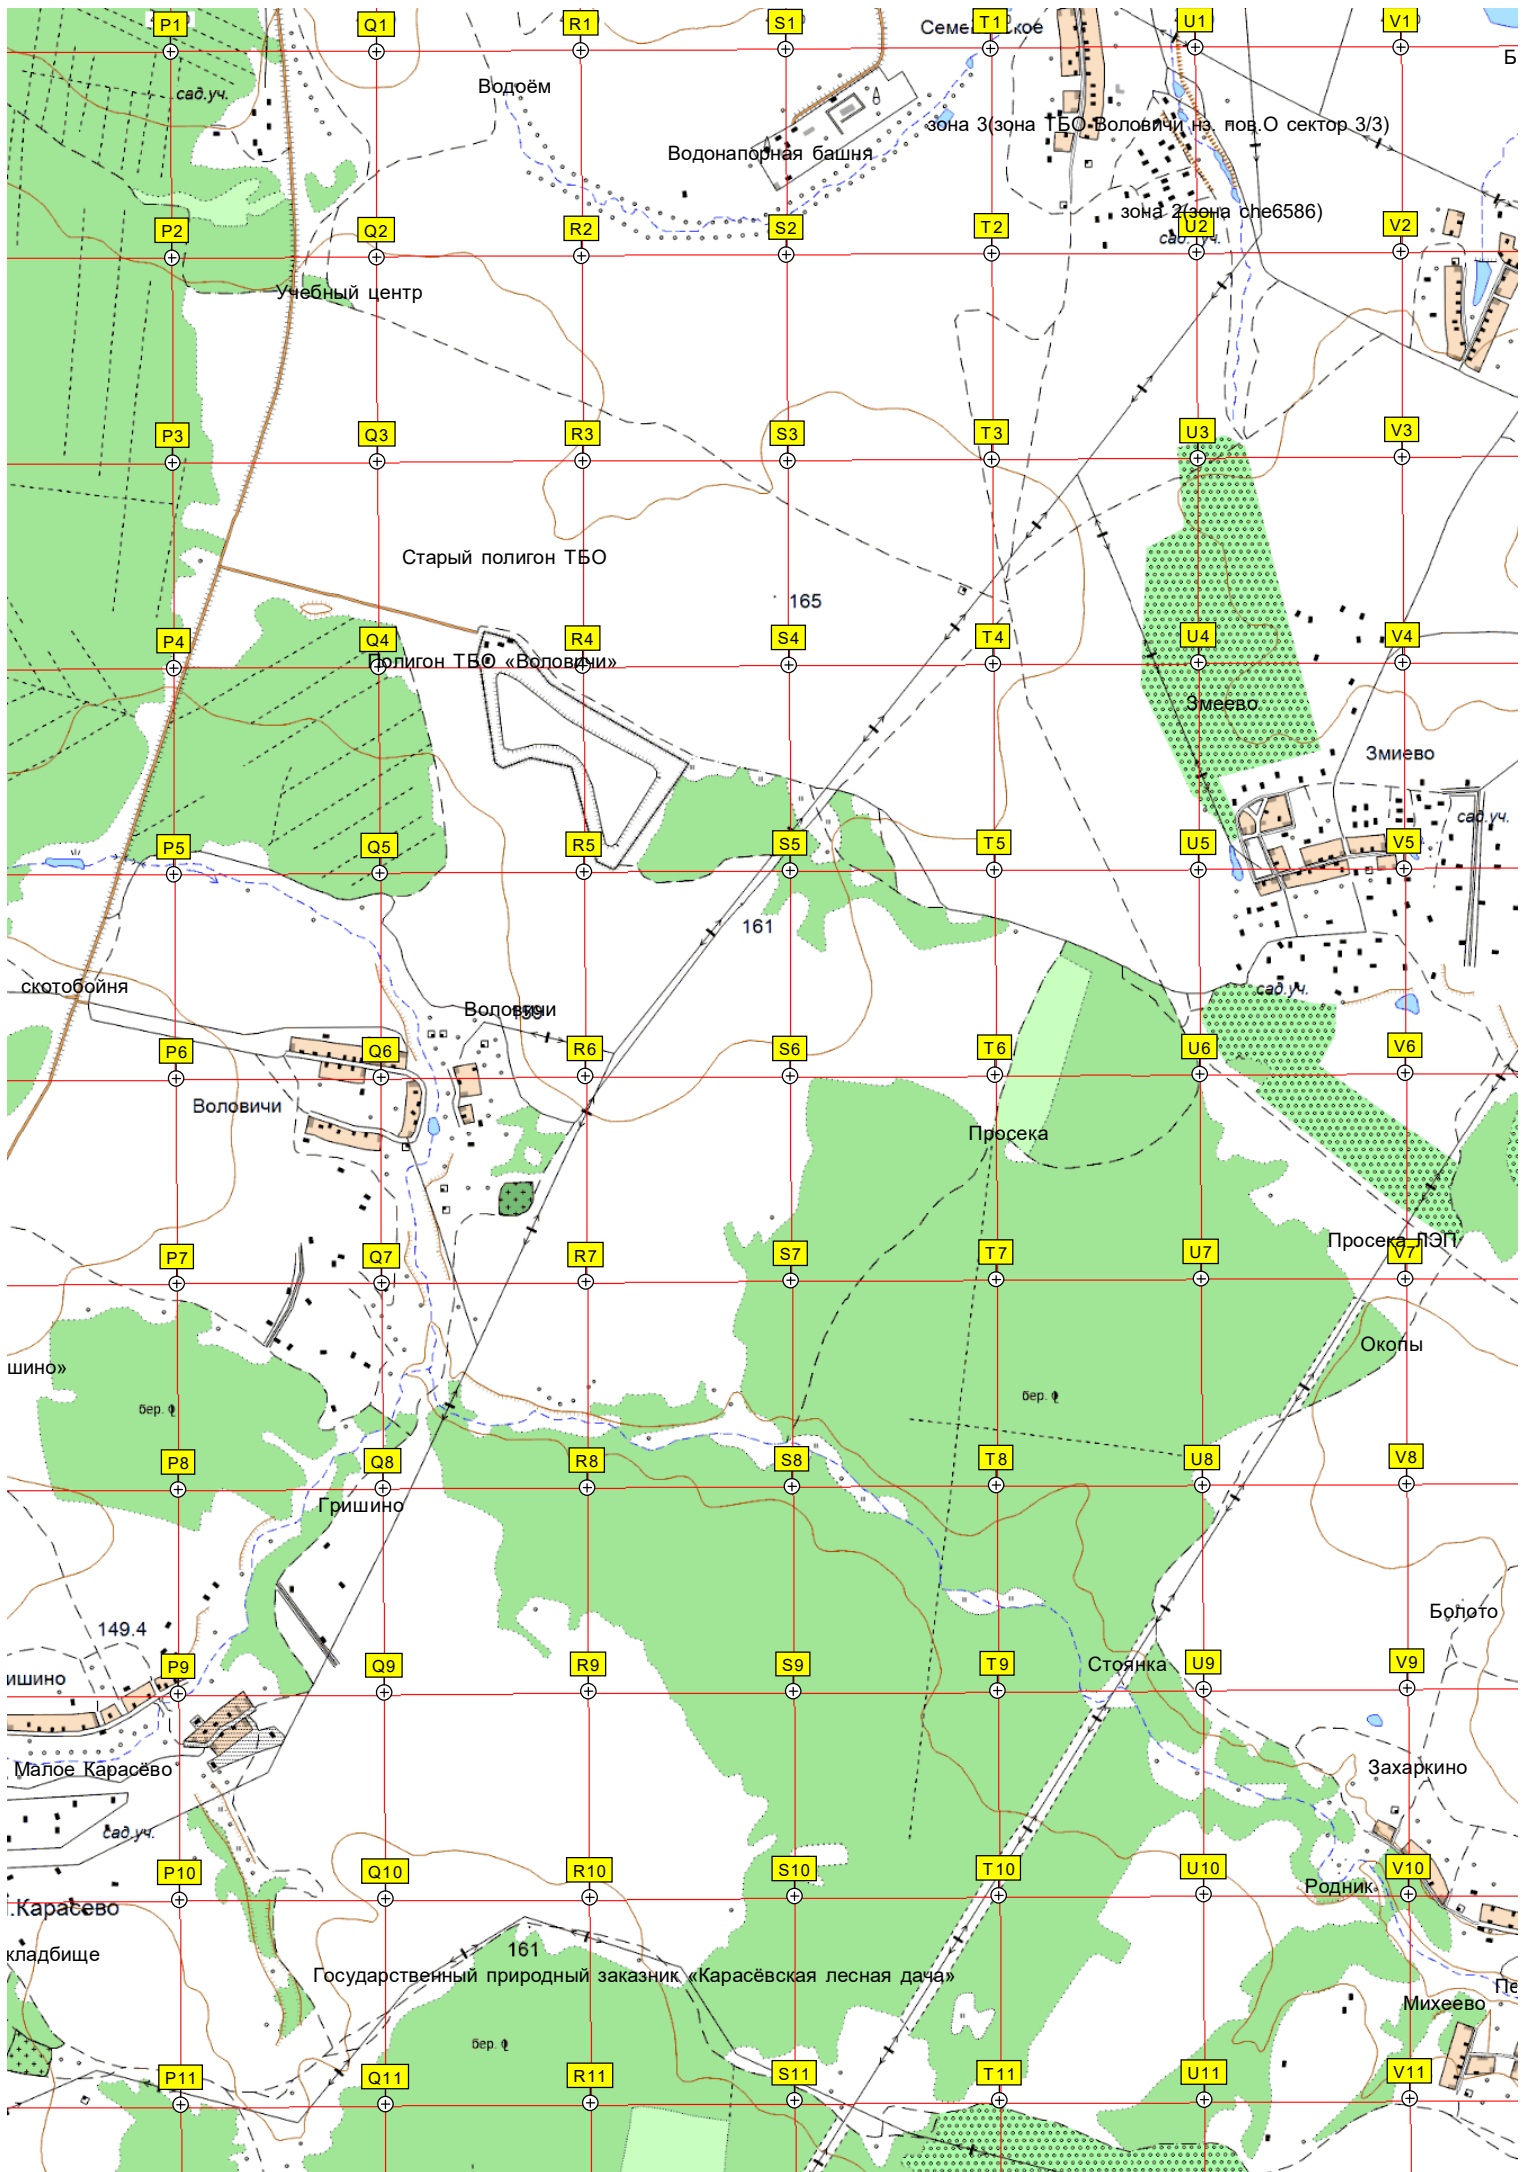 P1 Q1 R1 S1 T1 U1 V1
Б
сад.уч.
Водоём
зона 3(зона ТБО Воловичи нз. пов.О сектор 3/3)
Водонапорная башня
зона 2(зона che6586)
P2 Q2 R2 S2 T2 U2 V2
Учебный центр
P3 Q3 R3 S3 T3 U3 V3
Старый полигон ТБО
165
P4 Q4 R4 S4 T4 U4 V4
Полигон ТБО «Воловичи»
Змеево
Змиево
сад.уч.
P5 Q5 R5 S5 T5 U5 V5
161
скотобойня
сад.уч.
Воловичи
P6 Q6 R6 S6 T6 U6 V6
Воловичи
Просека
Просека ЛЭП
P7 Q7 R7 S7 T7 U7 V7
Окопы
шино»
бер.
бер.
P8 Q8 R8 S8 T8 U8 V8
Гришино
Болото
149.4
P9 Q9 R9 S9 T9 U9 V9
Стоянка
ишино
Малое Карасёво
Захаркино
сад.уч.
P10 Q10 R10 S10 T10 U10 V10
Родник
.Карасево
161
кладбище
Государственный природный заказник «Карасёвская лесная дача»
Пе
Михеево
бер.
P11 Q11 R11 S11 T11 U11 V11